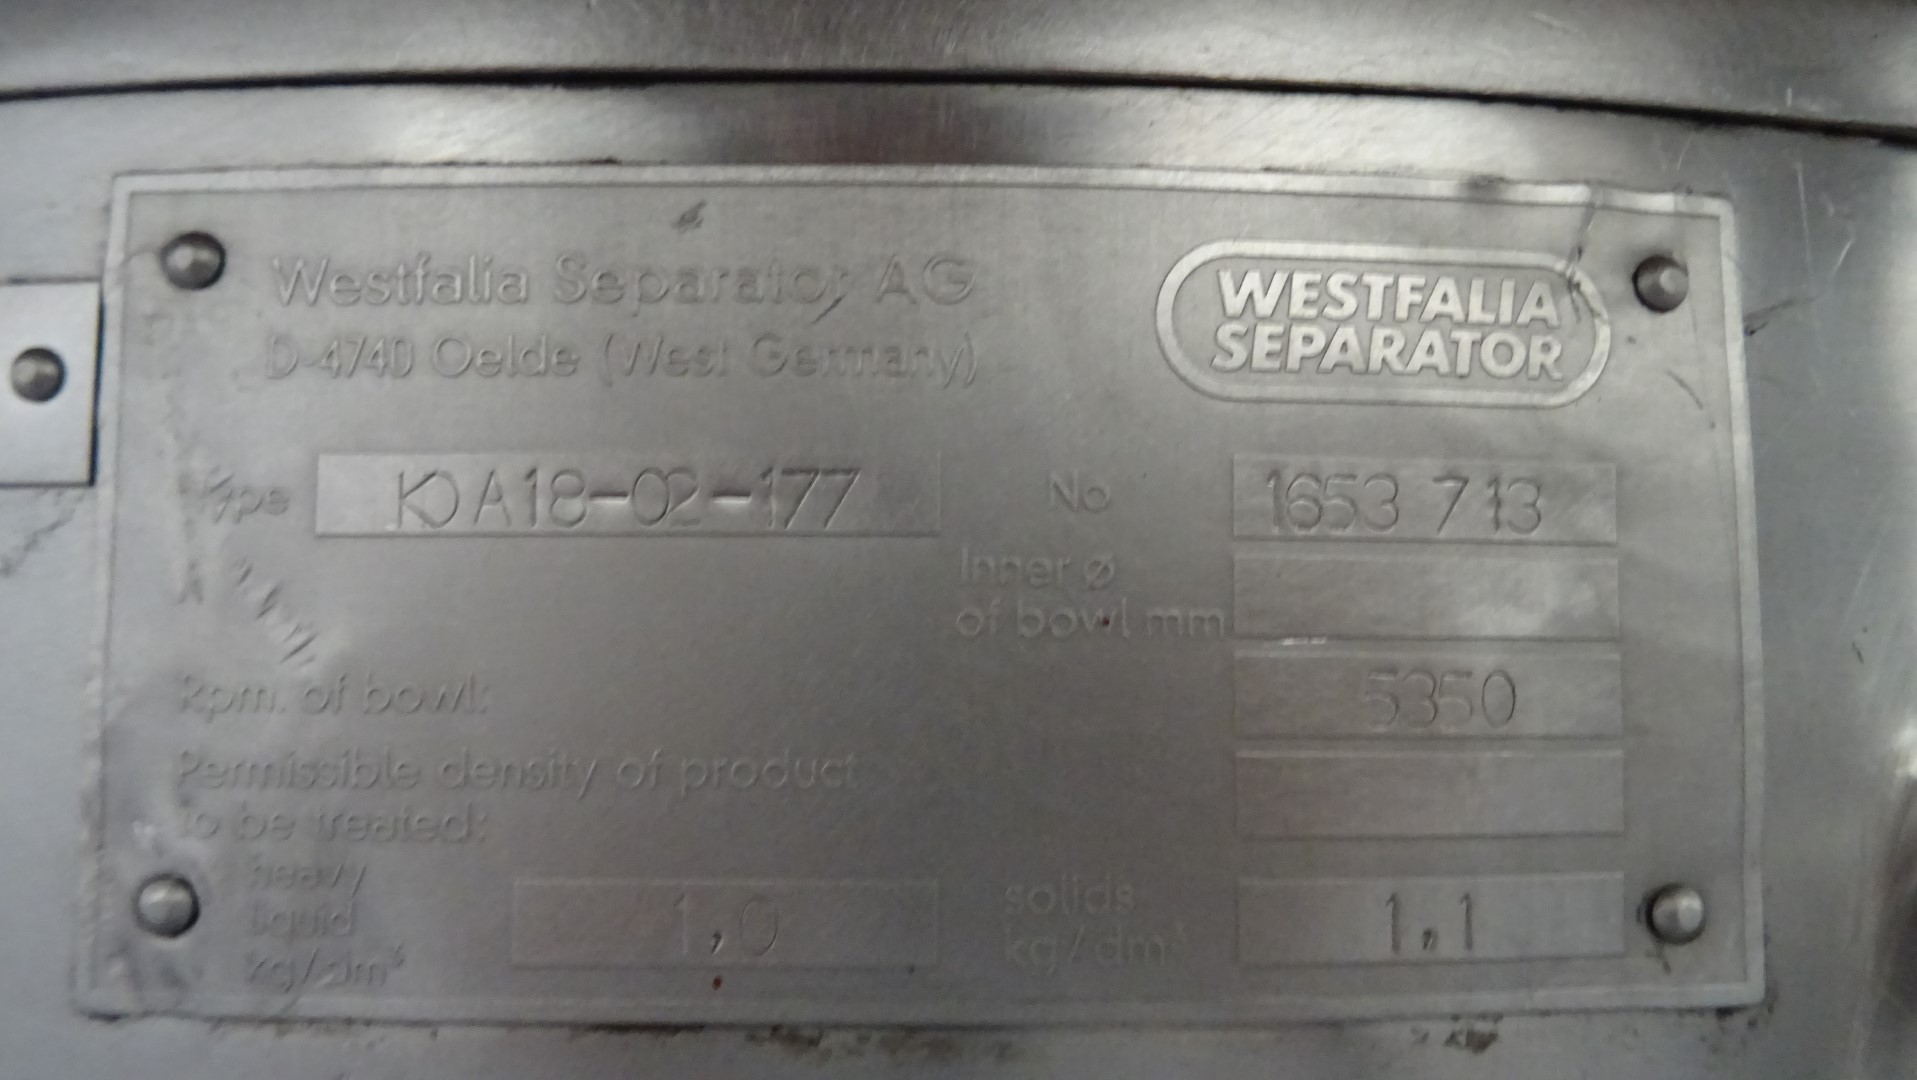 Westfalia Separator AG
D-4740 Oelde (West Germany)
WESTFALIA
SEPARATOR
Type KDA18-02-177
No 1653 713
Inner ø
of bowl mm
Rpm. of bowl: 5350
Permissible density of product
to be treated:
heavy
liquid
kg/dm³ 1,0
solids
kg/dm³ 1,1